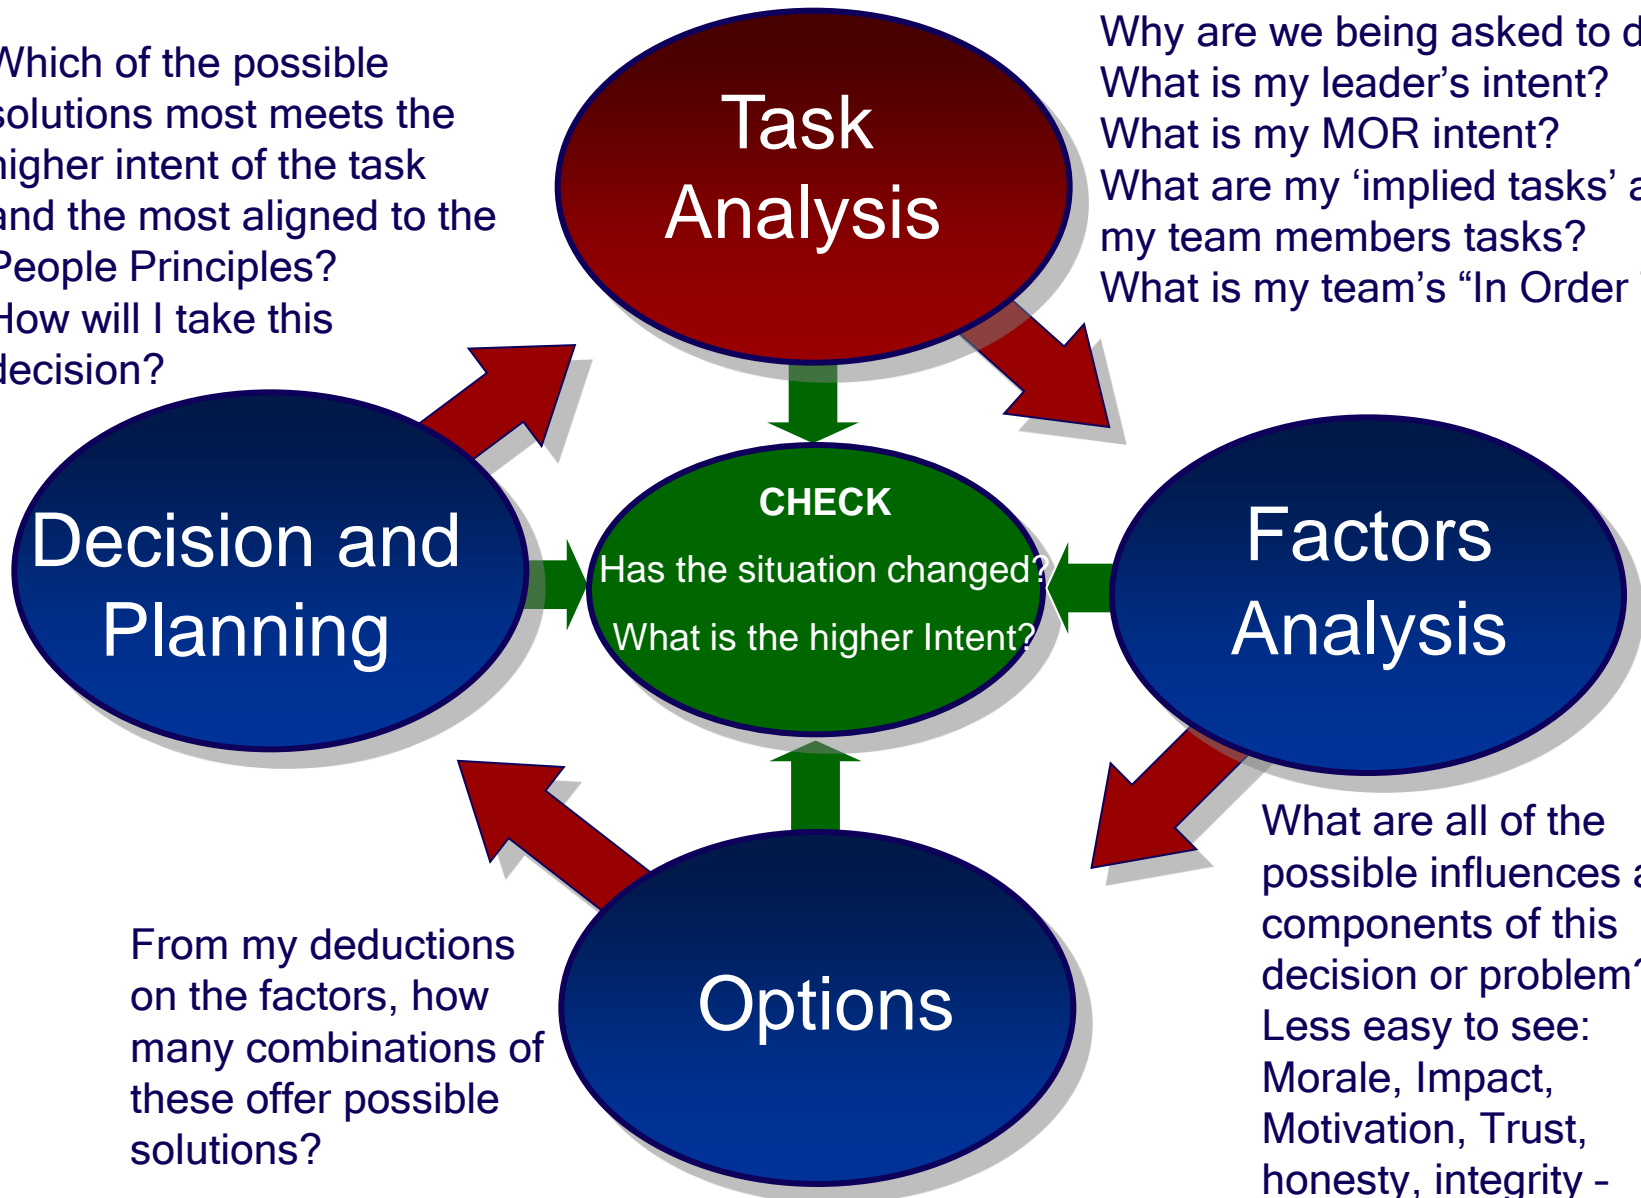 Which of the possible
solutions most meets the
higher intent of the task
and the most aligned to the
People Principles?
How will I take this
decision?
Task
Analysis
Why are we being asked to
What is my leader’s intent?
What is my MOR intent?
What are my ‘implied tasks’
my team members tasks?
What is my team’s “In Order
Decision and
Planning
CHECK
Has the situation changed?
What is the higher Intent?
Factors
Analysis
From my deductions
on the factors, how
many combinations of
these offer possible
solutions?
Options
What are all of the
possible influences
components of this
decision or problem?
Less easy to see:
Morale, Impact,
Motivation, Trust,
honesty, integrity –